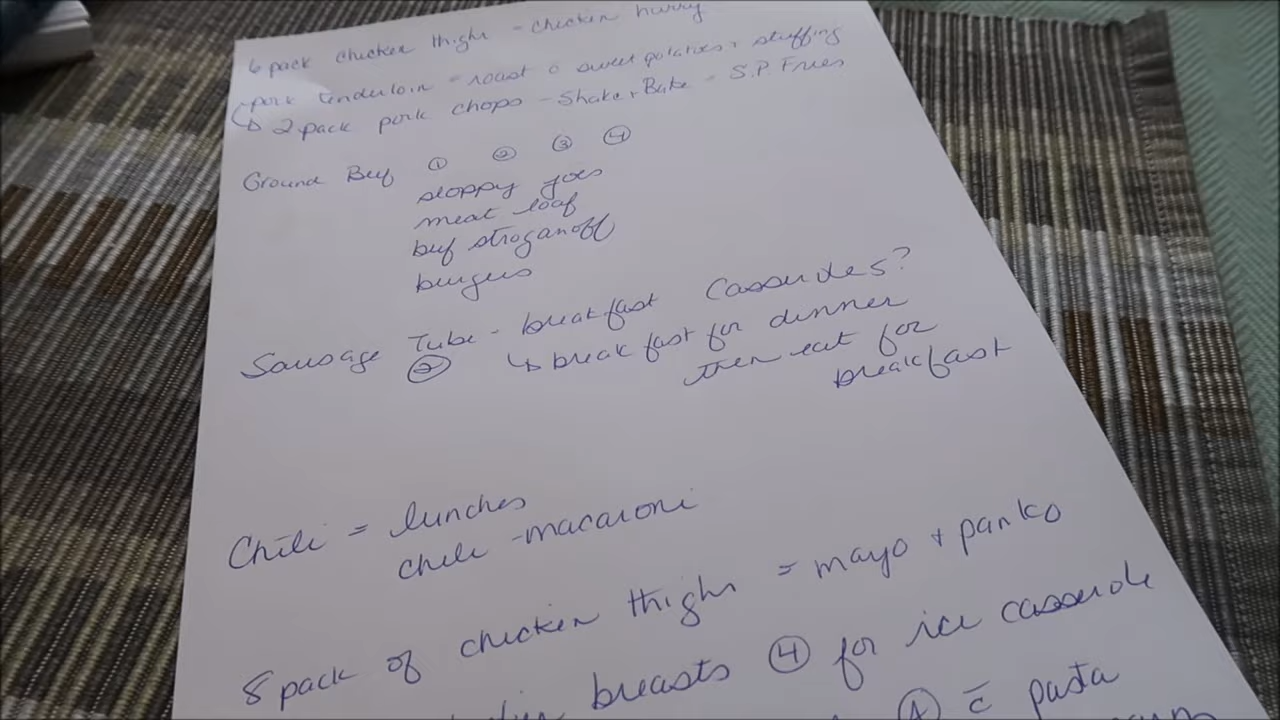 6 pack chicken thighs - chicken hurry
pork tenderloin = roast c sweet potatoes + stuffing
↳ 2 pack pork chops - Shake + Bake - S.P. Fries
Ground Beef ① ② ③ ④
sloppy joes
meat loaf
beef stroganoff
burgers
Sausage Tube - breakfast Casseroles?
② ↳ breakfast for dinner
then eat for
breakfast
Chili = lunches
chili - macaroni
8 pack of chicken thighs = mayo + panko
breasts ④ for rice casserole
④ c̄ pasta